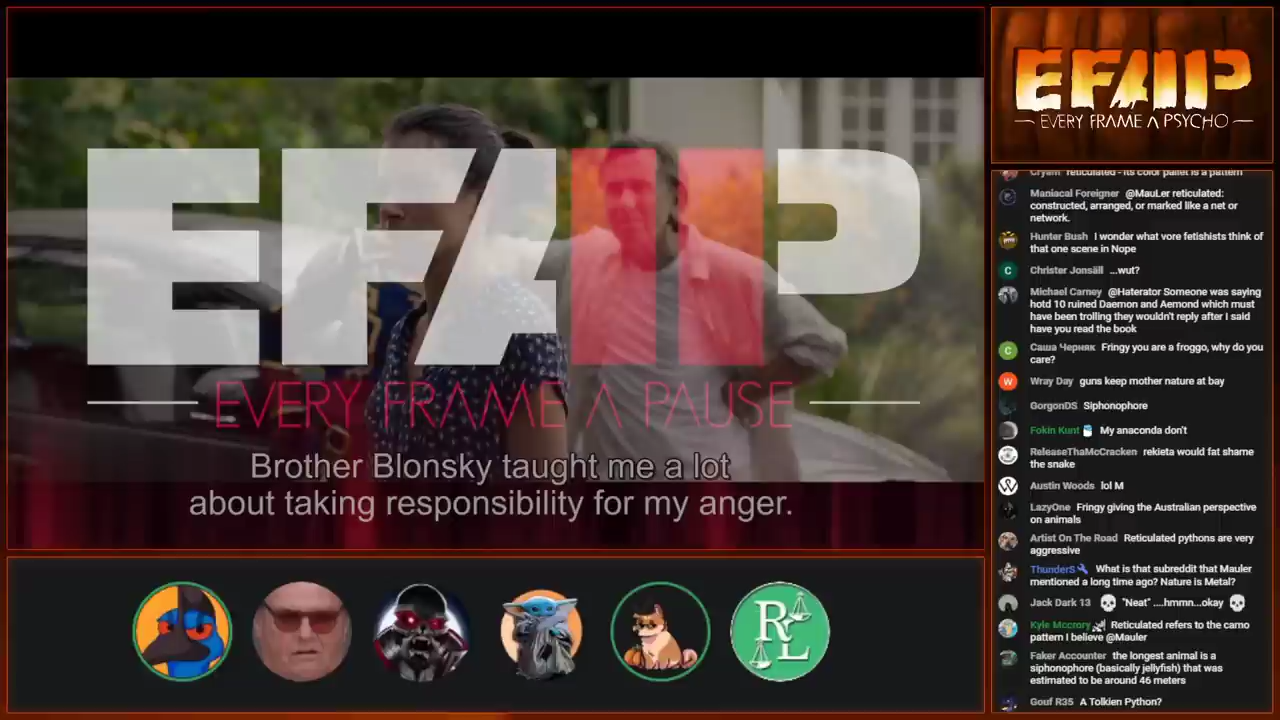 EFAIIP
EVERY FRAME A PAUSE
Brother Blonsky taught me a lot
about taking responsibility for my anger.
RL
EFAIIP
EVERY FRAME A PSYCHO
Cryam reticulated - its color pallet is a pattern
Maniacal Foreigner @MauLer reticulated:
constructed, arranged, or marked like a net or
network.
Hunter Bush I wonder what vore fetishists think of
that one scene in Nope
C Christer Jonsäll ...wut?
Michael Carney @Haterator Someone was saying
hotd 10 ruined Daemon and Aemond which must
have been trolling they wouldn't reply after I said
have you read the book
C Саша Черняк Fringy you are a froggo, why do you
care?
W Wray Day guns keep mother nature at bay
GorgonDS Siphonophore
Fokin Kunt My anaconda don't
ReleaseThaMcCracken rekieta would fat shame
the snake
Austin Woods lol M
LazyOne Fringy giving the Australian perspective
on animals
Artist On The Road Reticulated pythons are very
aggressive
ThunderS What is that subreddit that Mauler
mentioned a long time ago? Nature is Metal?
Jack Dark 13 💀 "Neat" ....hmmn...okay 💀
Kyle Mccrory Reticulated refers to the camo
pattern I believe @Mauler
Faker Accounter the longest animal is a
siphonophore (basically jellyfish) that was
estimated to be around 46 meters
Gouf R35 A Tolkien Python?